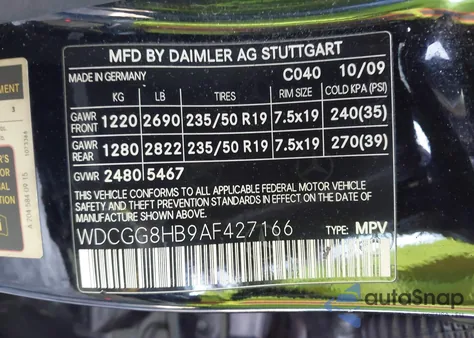 MFD BY DAIMLER AG STUTTGART
MADE IN GERMANY C040 10/09
KG LB TIRES RIM SIZE COLD KPA (PSI)
GAWR FRONT 1220 2690 235/50 R19 7.5x19 240(35)
GAWR REAR 1280 2822 235/50 R19 7.5x19 270(39)
GVWR 2480 5467
THIS VEHICLE CONFORMS TO ALL APPLICABLE FEDERAL MOTOR VEHICLE
SAFETY AND THEFT PREVENTION STANDARDS IN EFFECT ON THE DATE OF
MANUFACTURE SHOWN ABOVE.
WDCGG8HB9AF427166 TYPE: MPV
autoSnap